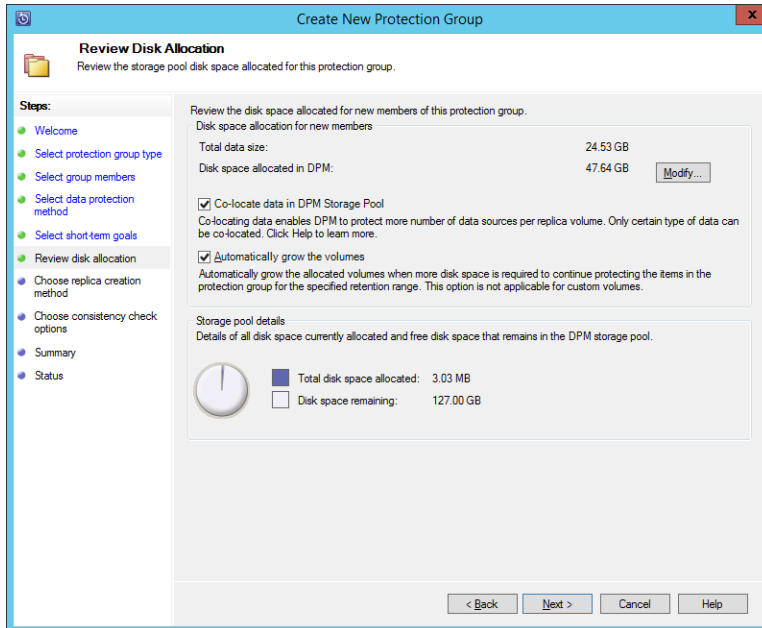 Create New Protection Group
x
Review Disk Allocation
Review the storage pool disk space allocated for this protection group.
Steps:
Welcome
Select protection group type
Select group members
Select data protection
method
Select short-term goals
Review disk allocation
Choose replica creation
method
Choose consistency check
options
Summary
Status
Review the disk space allocated for new members of this protection group.
Disk space allocation for new members
Total data size: 24.53 GB
Disk space allocated in DPM: 47.64 GB Modify...
Co-locate data in DPM Storage Pool
Co-locating data enables DPM to protect more number of data sources per replica volume. Only certain type of data can
be co-located. Click Help to learn more.
Automatically grow the volumes
Automatically grow the allocated volumes when more disk space is required to continue protecting the items in the
protection group for the specified retention range. This option is not applicable for custom volumes.
Storage pool details
Details of all disk space currently allocated and free disk space that remains in the DPM storage pool.
Total disk space allocated: 3.03 MB
Disk space remaining: 127.00 GB
< Back Next > Cancel Help